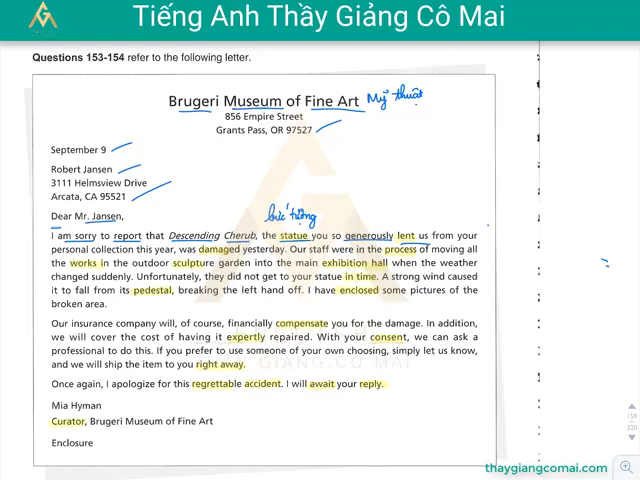 Tiếng Anh Thầy Giảng Cô Mai
Questions 153-154 refer to the following letter.
Brugeri Museum of Fine Art Mỹ thuật
856 Empire Street
Grants Pass, OR 97527
September 9
Robert Jansen
3111 Helmsview Drive
Arcata, CA 95521
Dear Mr. Jansen,
bức tượng
I am sorry to report that Descending Cherub, the statue you so generously lent us from your
personal collection this year, was damaged yesterday. Our staff were in the process of moving all
the works in the outdoor sculpture garden into the main exhibition hall when the weather
changed suddenly. Unfortunately, they did not get to your statue in time. A strong wind caused
it to fall from its pedestal, breaking the left hand off. I have enclosed some pictures of the
broken area.
Our insurance company will, of course, financially compensate you for the damage. In addition,
we will cover the cost of having it expertly repaired. With your consent, we can ask a
professional to do this. If you prefer to use someone of your own choosing, simply let us know,
and we will ship the item to you right away.
Once again, I apologize for this regrettable accident. I will await your reply.
Mia Hyman
Curator, Brugeri Museum of Fine Art
Enclosure
159
220
thaygiangcomai.com